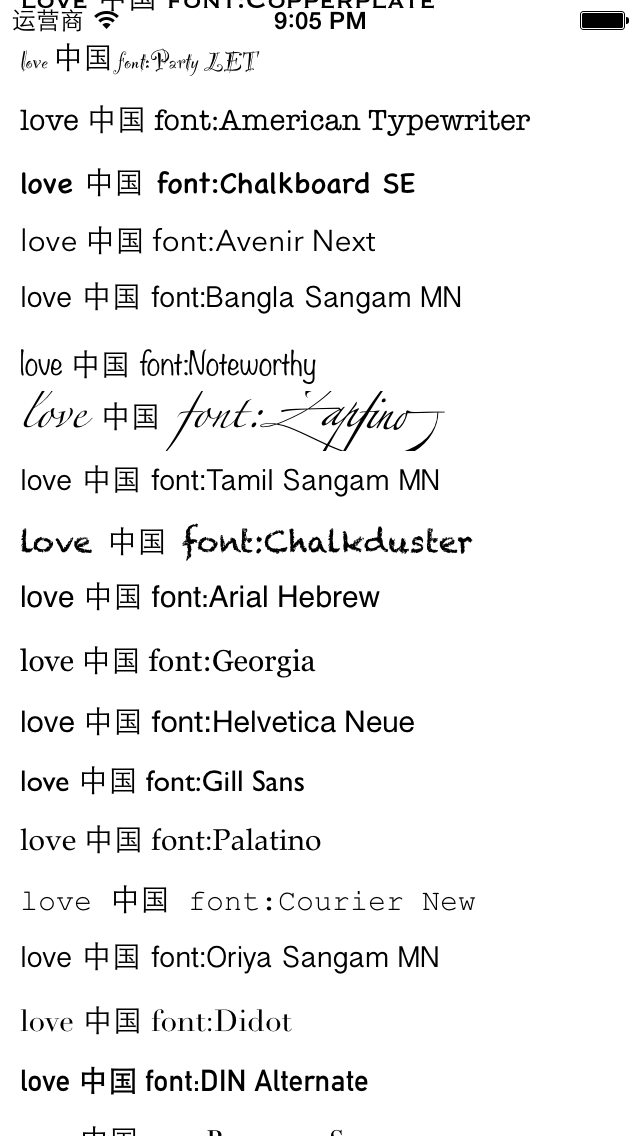 love 中国 font:Copperplate
运营商 9:05 PM
love 中国 font:Party LET
love 中国 font:American Typewriter
love 中国 font:Chalkboard SE
love 中国 font:Avenir Next
love 中国 font:Bangla Sangam MN
love 中国 font:Noteworthy
love 中国 font:Zapfino
love 中国 font:Tamil Sangam MN
love 中国 font:Chalkduster
love 中国 font:Arial Hebrew
love 中国 font:Georgia
love 中国 font:Helvetica Neue
love 中国 font:Gill Sans
love 中国 font:Palatino
love 中国 font:Courier New
love 中国 font:Oriya Sangam MN
love 中国 font:Didot
love 中国 font:DIN Alternate